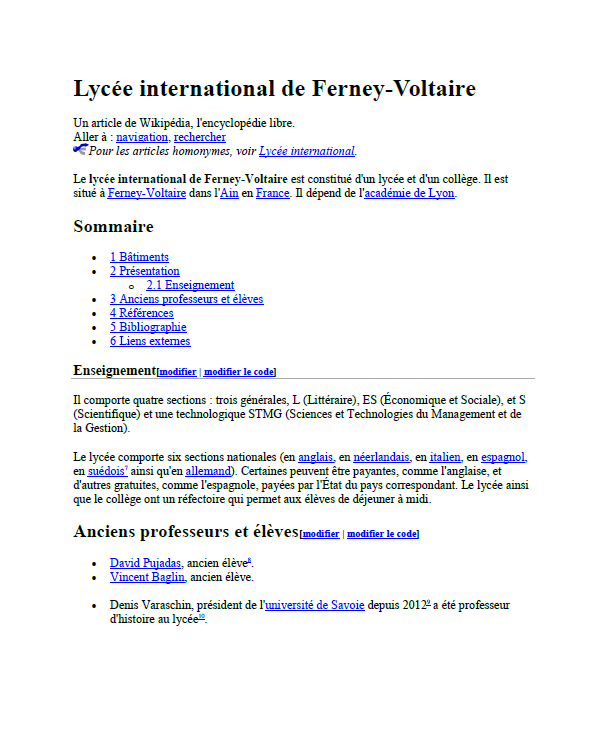 Lycée international de Ferney-Voltaire
Un article de Wikipédia, l'encyclopédie libre.
Aller à : navigation, rechercher
Pour les articles homonymes, voir Lycée international.
Le lycée international de Ferney-Voltaire est constitué d'un lycée et d'un collège. Il est
situé à Ferney-Voltaire dans l'Ain en France. Il dépend de l'académie de Lyon.
Sommaire
• 1 Bâtiments
• 2 Présentation
o 2.1 Enseignement
• 3 Anciens professeurs et élèves
• 4 Références
• 5 Bibliographie
• 6 Liens externes
Enseignement[modifier | modifier le code]
Il comporte quatre sections : trois générales, L (Littéraire), ES (Économique et Sociale), et S
(Scientifique) et une technologique STMG (Sciences et Technologies du Management et de
la Gestion).
Le lycée comporte six sections nationales (en anglais, en néerlandais, en italien, en espagnol,
en suédois7 ainsi qu'en allemand). Certaines peuvent être payantes, comme l'anglaise, et
d'autres gratuites, comme l'espagnole, payées par l'État du pays correspondant. Le lycée ainsi
que le collège ont un réfectoire qui permet aux élèves de déjeuner à midi.
Anciens professeurs et élèves[modifier | modifier le code]
• David Pujadas, ancien élève8.
• Vincent Baglin, ancien élève.
• Denis Varaschin, président de l'université de Savoie depuis 20129 a été professeur
d'histoire au lycée10.